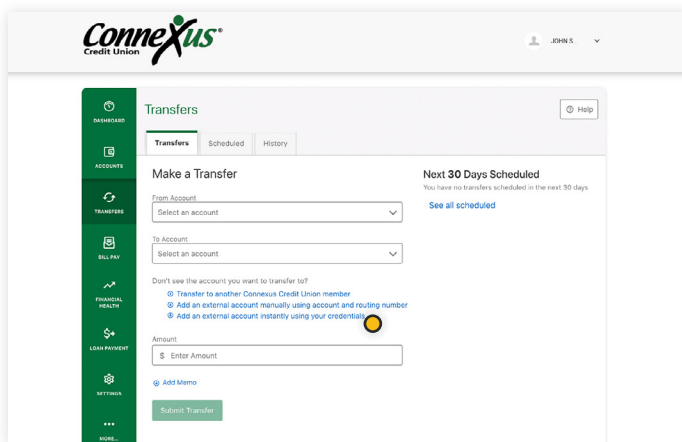 ConneXus®
Credit Union
JOHN S...
DASHBOARD
ACCOUNTS
TRANSFERS
BILL PAY
FINANCIAL
HEALTH
LOAN PAYMENT
SETTINGS
MORE...
Transfers
Help
Transfers
Scheduled
History
Make a Transfer
From Account
Select an account
To Account
Select an account
Don't see the account you want to transfer to?
Transfer to another Connexus Credit Union member
Add an external account manually using account and routing number
Add an external account instantly using your credentials
Amount
$ Enter Amount
Add Memo
Submit Transfer
Next 30 Days Scheduled
You have no transfers scheduled in the next 30 days
See all scheduled